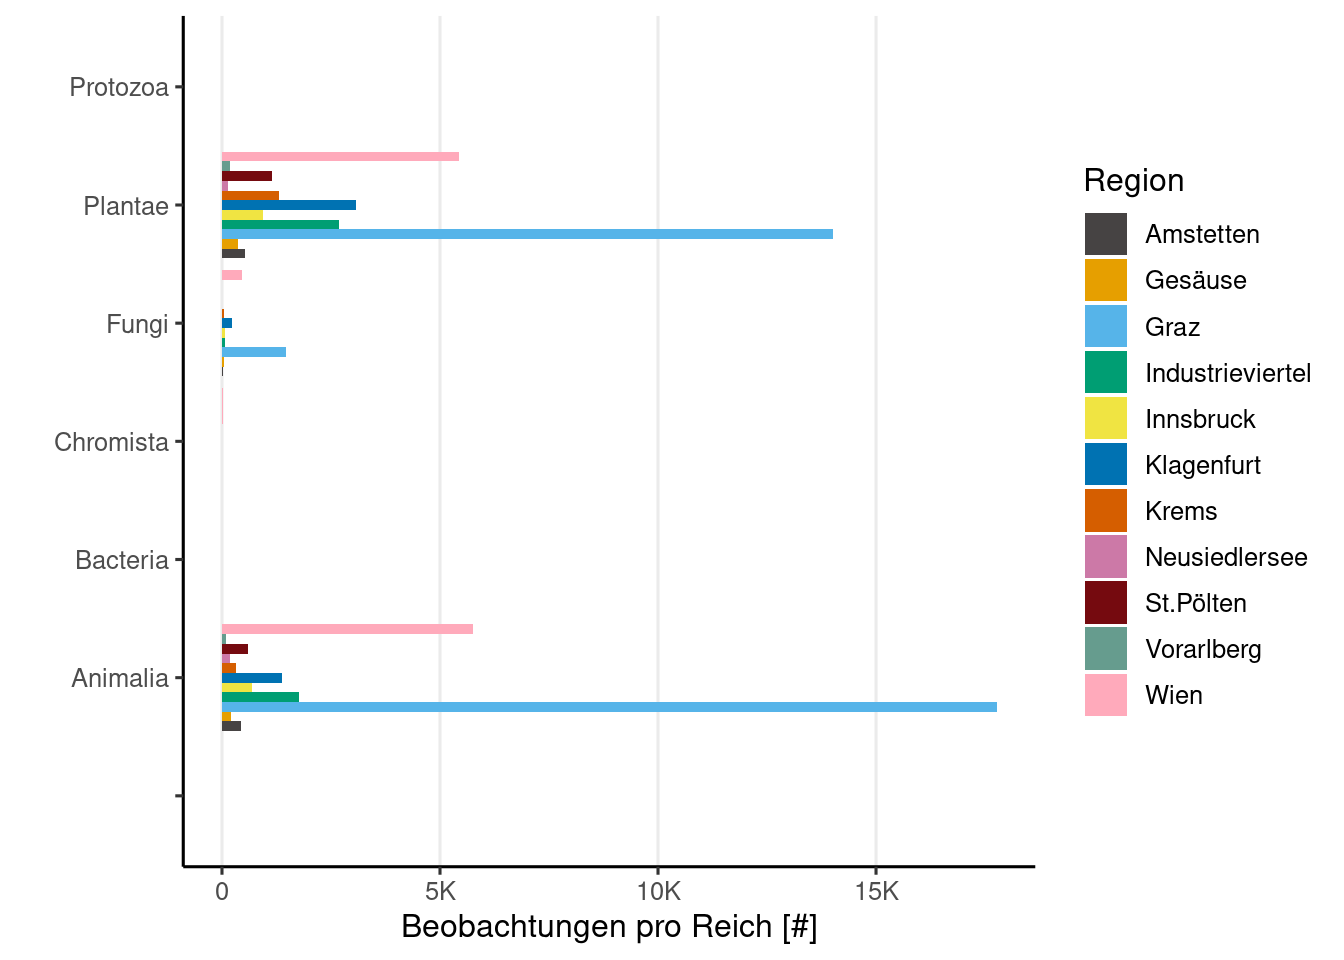 Protozoa
Plantae
Fungi
Chromista
Bacteria
Animalia
0
5K
10K
15K
Beobachtungen pro Reich [#]
Region
Amstetten
Gesäuse
Graz
Industrieviertel
Innsbruck
Klagenfurt
Krems
Neusiedlersee
St.Pölten
Vorarlberg
Wien